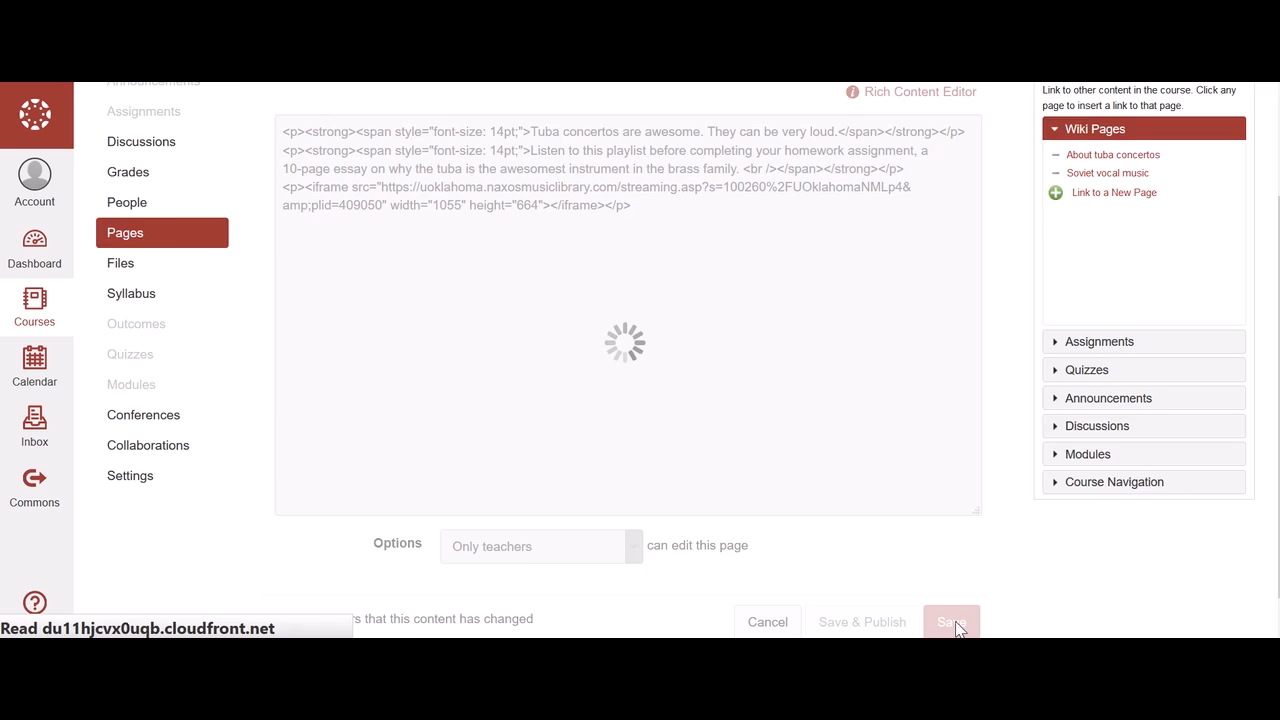 Announcements
Assignments
Discussions
Grades
People
Pages
Files
Syllabus
Outcomes
Quizzes
Modules
Conferences
Collaborations
Settings
Account
Dashboard
Courses
Calendar
Inbox
Commons
Rich Content Editor
<p><strong><span style="font-size: 14pt;">Tuba concertos are awesome. They can be very loud.</span></strong></p>
<p><strong><span style="font-size: 14pt;">Listen to this playlist before completing your homework assignment, a
10-page essay on why the tuba is the awesomest instrument in the brass family. <br /></span></strong></p>
<p><iframe src="https://uoklahoma.naxosmusiclibrary.com/streaming.asp?s=100260%2FUOklahomaNMLp4&
amp;plid=409050" width="1055" height="664"></iframe></p>
Options Only teachers can edit this page
that this content has changed
Cancel Save & Publish Save
Link to other content in the course. Click any
page to insert a link to that page.
Wiki Pages
About tuba concertos
Soviet vocal music
Link to a New Page
Assignments
Quizzes
Announcements
Discussions
Modules
Course Navigation
Read du11hjcvx0uqb.cloudfront.net